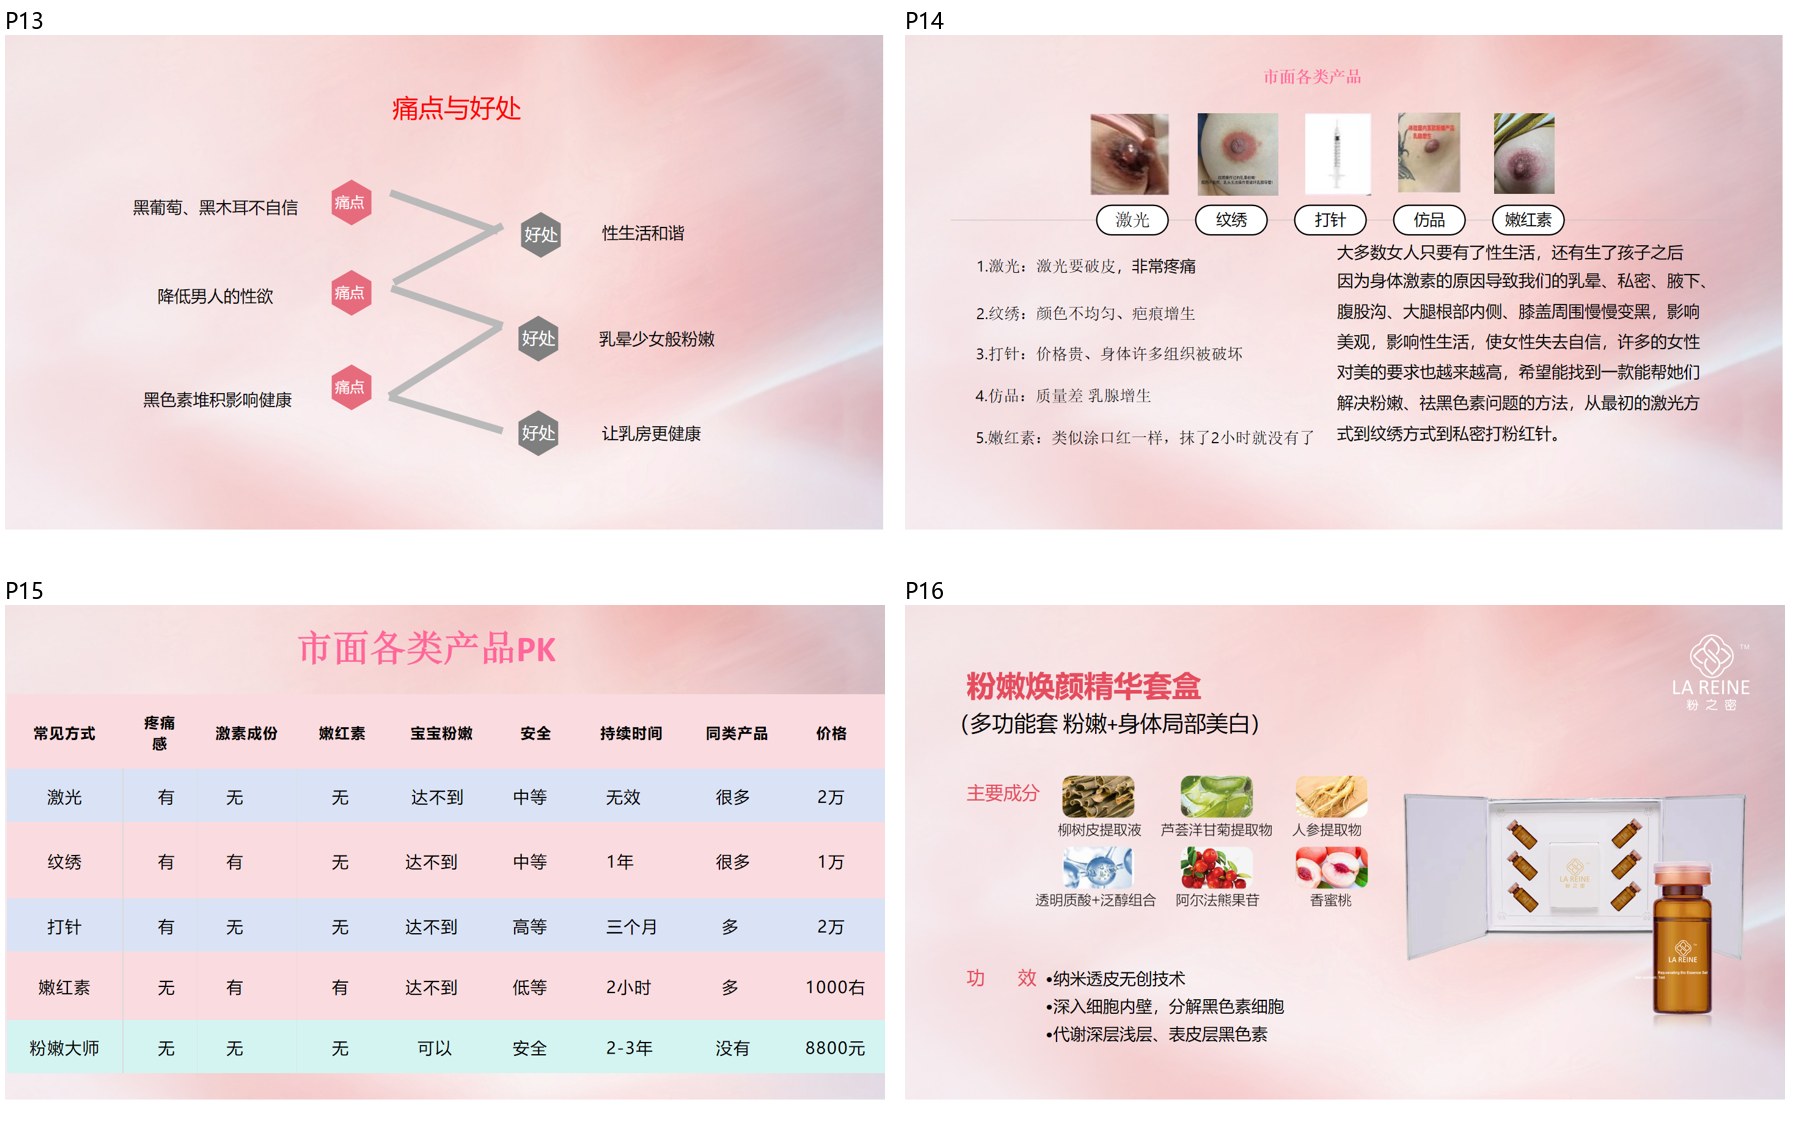 P13
痛点与好处
黑葡萄、黑木耳不自信
痛点
好处
性生活和谐
降低男人的性欲
痛点
好处
乳晕少女般粉嫩
黑色素堆积影响健康
痛点
好处
让乳房更健康
P14
市面各类产品
激光
纹绣
打针
仿品
嫩红素
1.激光：激光要破皮，非常疼痛
2.纹绣：颜色不均匀、疤痕增生
3.打针：价格贵、身体许多组织被破坏
4.仿品：质量差 乳腺增生
5.嫩红素：类似涂口红一样，抹了2小时就没有了
大多数女人只要有了性生活，还有生了孩子之后
因为身体激素的原因导致我们的乳晕、私密、腋下、
腹股沟、大腿根部内侧、膝盖周围慢慢变黑，影响
美观，影响性生活，使女性失去自信，许多的女性
对美的要求也越来越高，希望能找到一款能帮她们
解决粉嫩、祛黑色素问题的方法，从最初的激光方
式到纹绣方式到私密打粉红针。
P15
市面各类产品PK
常见方式 疼痛感 激素成份 嫩红素 宝宝粉嫩 安全 持续时间 同类产品 价格
激光 有 无 无 达不到 中等 无效 很多 2万
纹绣 有 有 无 达不到 中等 1年 很多 1万
打针 有 无 无 达不到 高等 三个月 多 2万
嫩红素 无 有 有 达不到 低等 2小时 多 1000右
粉嫩大师 无 无 无 可以 安全 2-3年 没有 8800元
P16
粉嫩焕颜精华套盒
（多功能套 粉嫩+身体局部美白）
TM
LA REINE
粉之密
主要成分
柳树皮提取液 芦荟洋甘菊提取物 人参提取物
透明质酸+泛醇组合 阿尔法熊果苷 香蜜桃
功 效
•纳米透皮无创技术
•深入细胞内壁，分解黑色素细胞
•代谢深层浅层、表皮层黑色素
LA REINE
粉之密
LA REINE